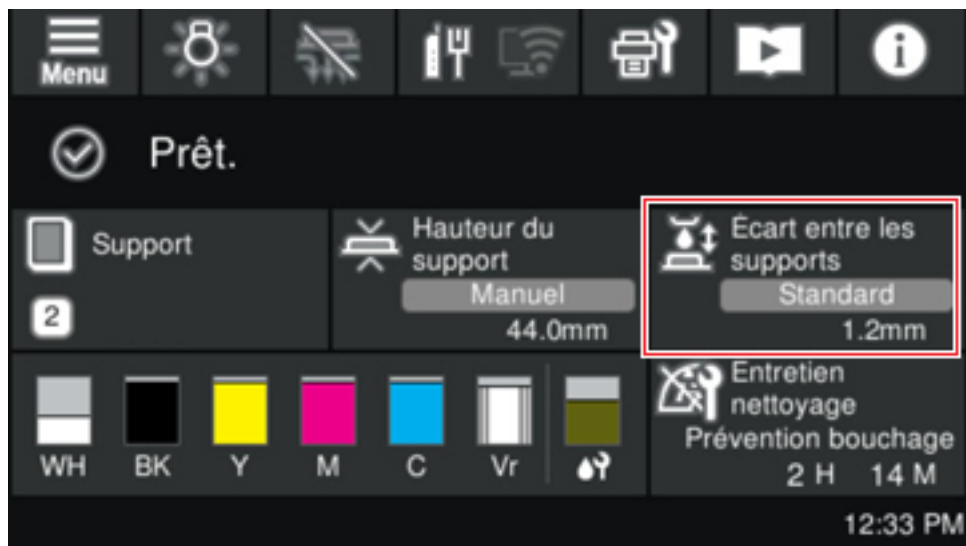 Menu
Prêt.
Support
2
Hauteur du
support
Manuel
44.0mm
Écart entre les
supports
Standard
1.2mm
WH BK Y M C Vr
Entretien
nettoyage
Prévention bouchage
2 H 14 M
12:33 PM